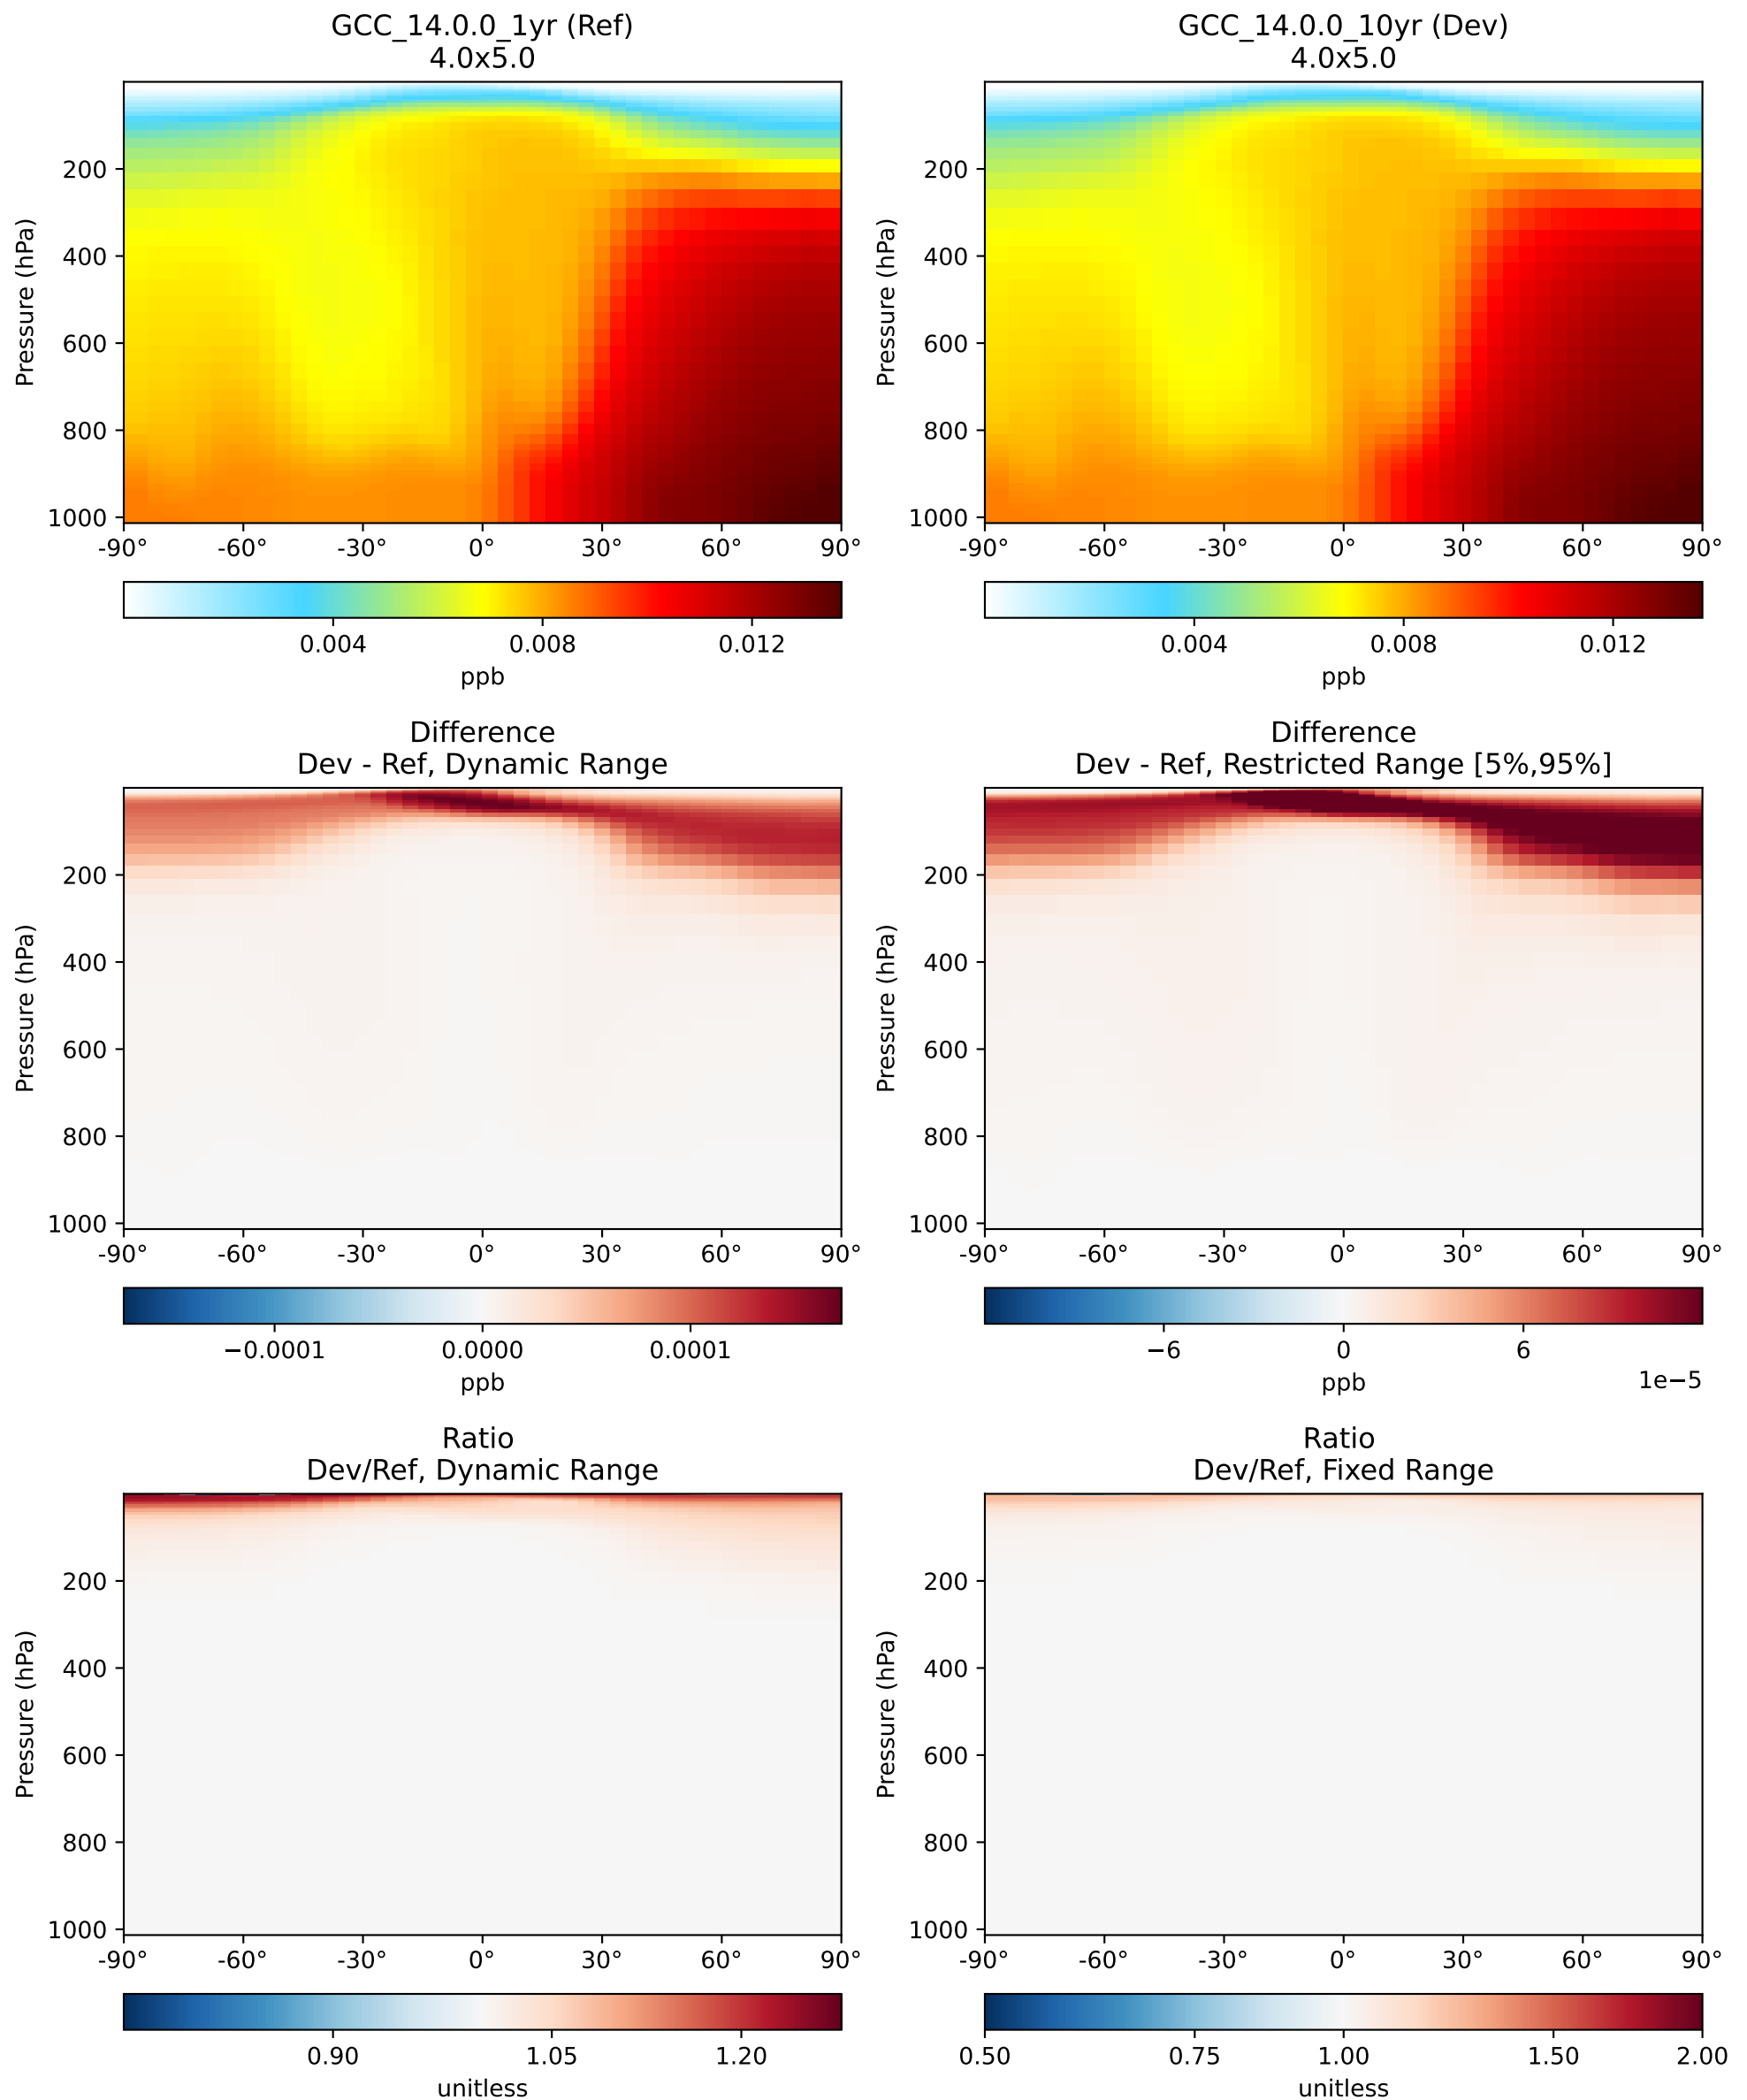 GCC_14.0.0_1yr (Ref)
4.0x5.0
Pressure (hPa)
200
400
600
800
1000
-90° -60° -30° 0° 30° 60° 90°
0.004 0.008 0.012
ppb
GCC_14.0.0_10yr (Dev)
4.0x5.0
Pressure (hPa)
200
400
600
800
1000
-90° -60° -30° 0° 30° 60° 90°
0.004 0.008 0.012
ppb
Difference
Dev - Ref, Dynamic Range
Pressure (hPa)
200
400
600
800
1000
-90° -60° -30° 0° 30° 60° 90°
−0.0001 0.0000 0.0001
ppb
Difference
Dev - Ref, Restricted Range [5%,95%]
Pressure (hPa)
200
400
600
800
1000
-90° -60° -30° 0° 30° 60° 90°
−6 0 6
ppb
1e−5
Ratio
Dev/Ref, Dynamic Range
Pressure (hPa)
200
400
600
800
1000
-90° -60° -30° 0° 30° 60° 90°
0.90 1.05 1.20
unitless
Ratio
Dev/Ref, Fixed Range
Pressure (hPa)
200
400
600
800
1000
-90° -60° -30° 0° 30° 60° 90°
0.50 0.75 1.00 1.50 2.00
unitless